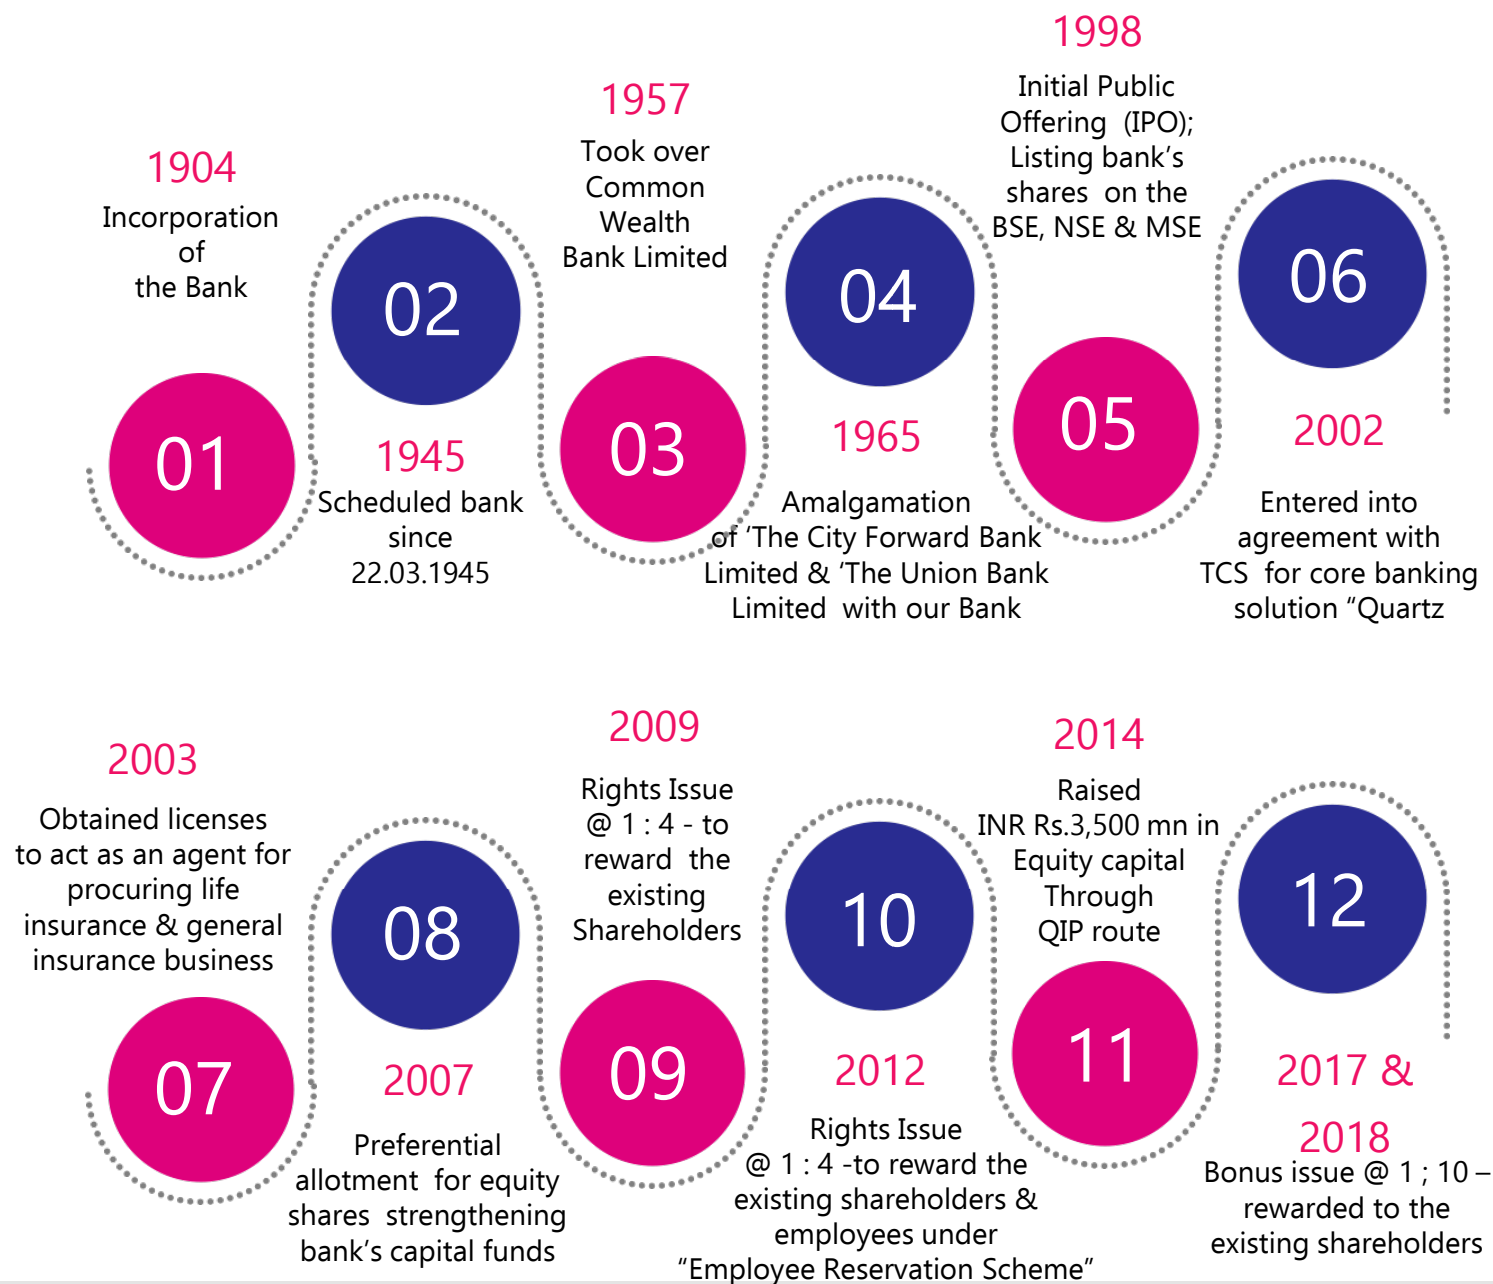 1904
Incorporation
of
the Bank
01
02
1945
Scheduled bank
since
22.03.1945
1957
Took over
Common
Wealth
Bank Limited
03
04
1965
Amalgamation
of ‘The City Forward Bank
Limited & ‘The Union Bank
Limited with our Bank
1998
Initial Public
Offering (IPO);
Listing bank’s
shares on the
BSE, NSE & MSE
05
06
2002
Entered into
agreement with
TCS for core banking
solution “Quartz
2003
Obtained licenses
to act as an agent for
procuring life
insurance & general
insurance business
07
08
2007
Preferential
allotment for equity
shares strengthening
bank’s capital funds
2009
Rights Issue
@ 1 : 4 - to
reward the
existing
Shareholders
09
10
2012
Rights Issue
@ 1 : 4 -to reward the
existing shareholders &
employees under
“Employee Reservation Scheme”
2014
Raised
INR Rs.3,500 mn in
Equity capital
Through
QIP route
11
12
2017 &
2018
Bonus issue @ 1 ; 10 –
rewarded to the
existing shareholders